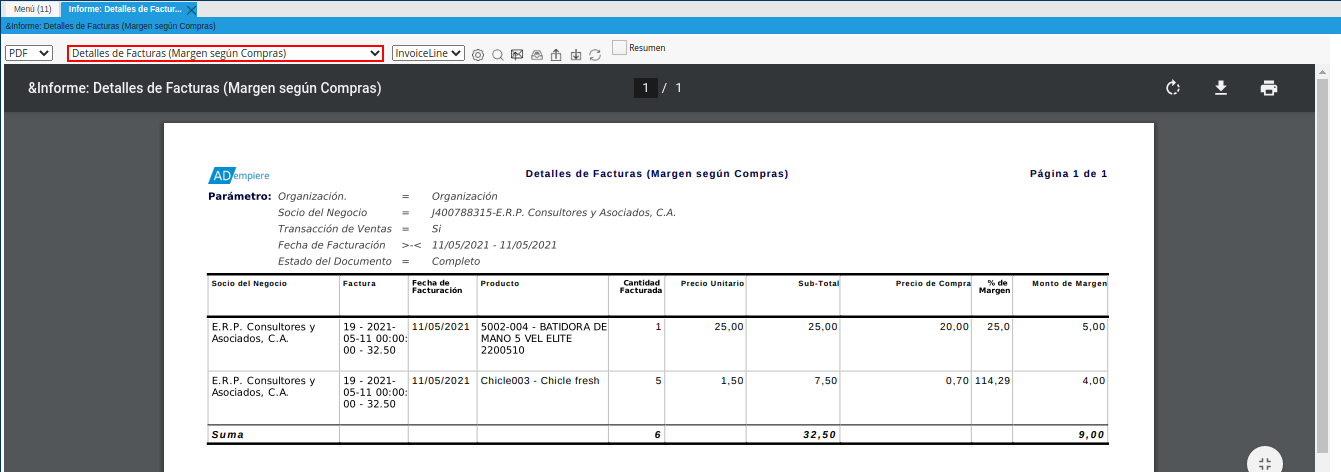 Menú (11) Informe: Detalles de Factur...
&Informe: Detalles de Facturas (Margen según Compras)
PDF Detalles de Facturas (Margen según Compras) InvoiceLine Resumen
&Informe: Detalles de Facturas (Margen según Compras) 1 / 1
ADempiere Detalles de Facturas (Margen según Compras) Página 1 de 1
Parámetro: Organización. = Organización
Socio del Negocio = J400788315-E.R.P. Consultores y Asociados, C.A.
Transacción de Ventas = Si
Fecha de Facturación >-< 11/05/2021 - 11/05/2021
Estado del Documento = Completo
Socio del Negocio Factura Fecha de Producto Cantidad Precio Unitario Sub-Total Precio de Compra % de Monto de Margen
Facturación Facturada Margen
E.R.P. Consultores y 19 - 2021- 11/05/2021 5002-004 - BATIDORA DE 1 25,00 25,00 20,00 25,0 5,00
Asociados, C.A. 05-11 00:00: MANO 5 VEL ELITE
00 - 32.50 2200510
E.R.P. Consultores y 19 - 2021- 11/05/2021 Chicle003 - Chicle fresh 5 1,50 7,50 0,70 114,29 4,00
Asociados, C.A. 05-11 00:00:
00 - 32.50
Suma 6 32,50 9,00